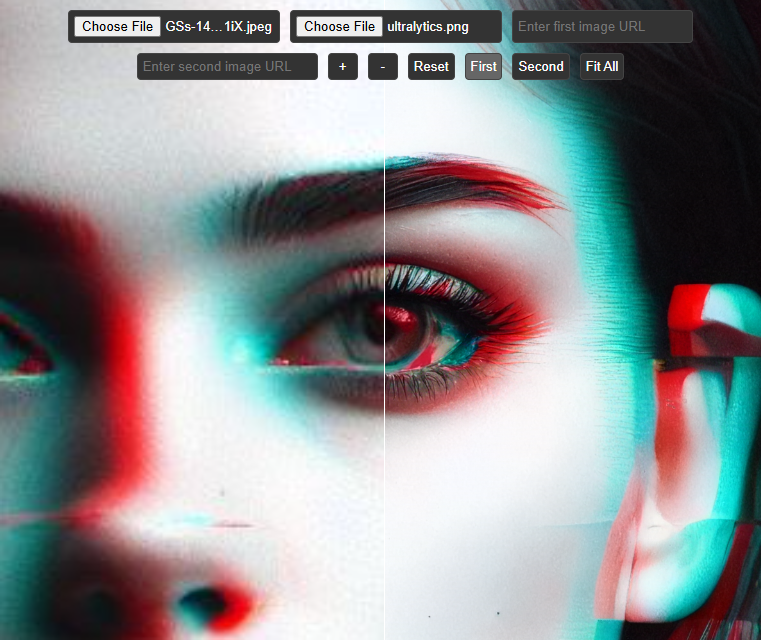 Choose File GSs-14...1iX.jpeg Choose File ultralytics.png Enter first image URL
Enter second image URL + - Reset First Second Fit All